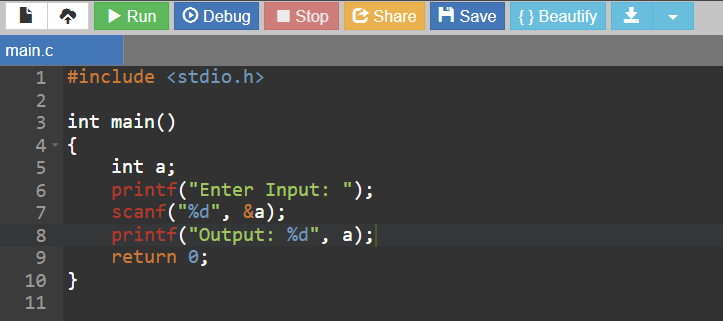 Run Debug Stop Share Save { } Beautify
main.c
1 #include <stdio.h>
2
3 int main()
4 {
5     int a;
6     printf("Enter Input: ");
7     scanf("%d", &a);
8     printf("Output: %d", a);
9     return 0;
10 }
11